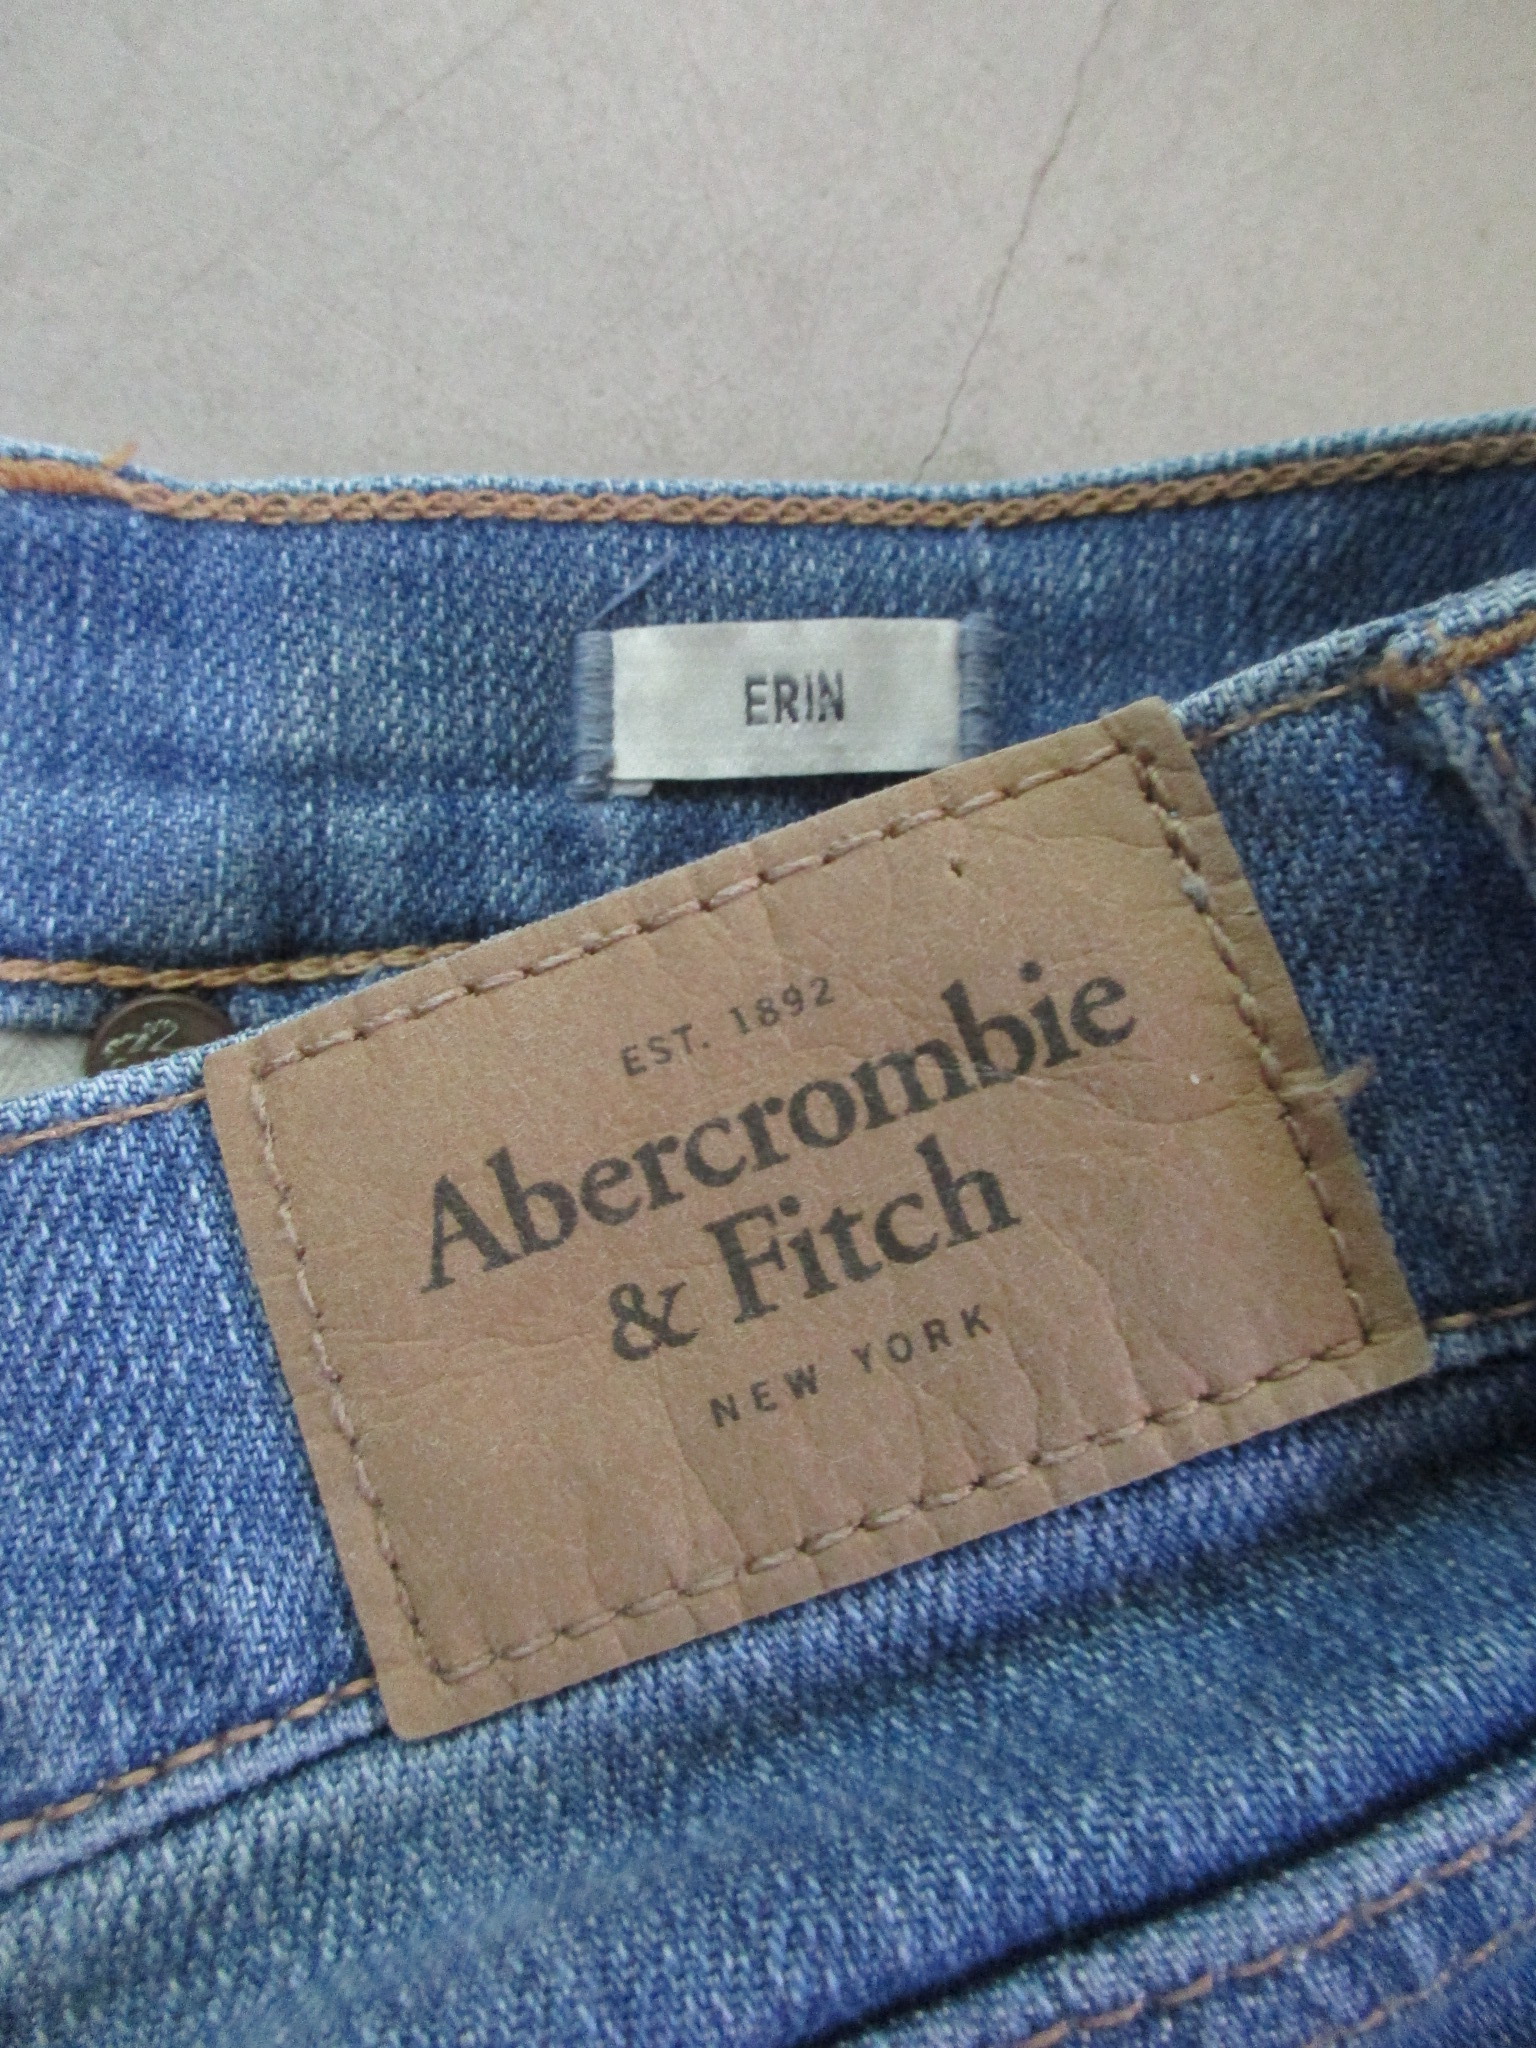 ERIN
EST. 1892
Abercrombie
& Fitch
NEW YORK